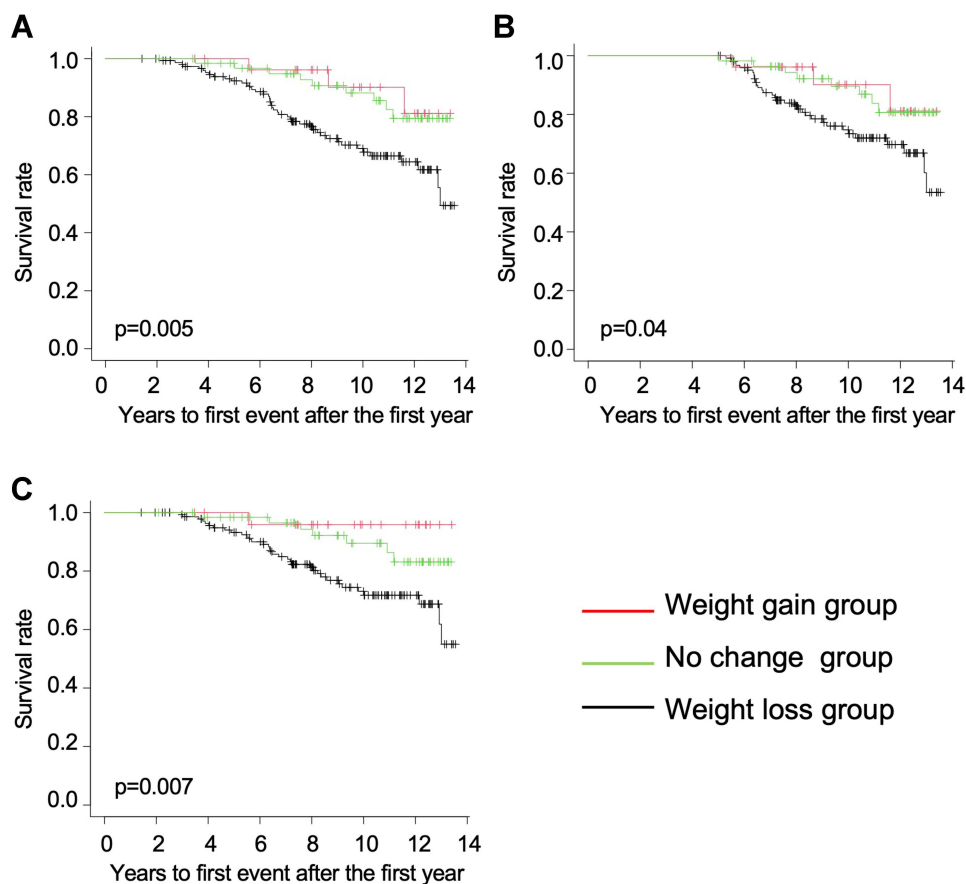 A
1.0
0.8
0.6
0.4
0.2
0.0
Survival rate
p=0.005
0 2 4 6 8 10 12 14
Years to first event after the first year
B
1.0
0.8
0.6
0.4
0.2
0.0
Survival rate
p=0.04
0 2 4 6 8 10 12 14
Years to first event after the first year
C
1.0
0.8
0.6
0.4
0.2
0.0
Survival rate
p=0.007
0 2 4 6 8 10 12 14
Years to first event after the first year
Weight gain group
No change group
Weight loss group